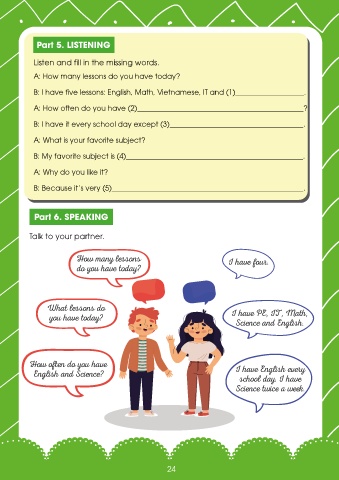 Part 5. LISTENING
Listen and fill in the missing words.
A: How many lessons do you have today?
B: I have five lessons: English, Math, Vietnamese, IT and (1)____________________.
A: How often do you have (2)____________________?
B: I have it every school day except (3)____________________.
A: What is your favorite subject?
B: My favorite subject is (4)____________________.
A: Why do you like it?
B: Because it's very (5)____________________.
Part 6. SPEAKING
Talk to your partner.
How many lessons
do you have today?
I have four.
What lessons do
you have today?
I have PE, IT, Math,
Science and English.
How often do you have
English and Science?
I have English every
school day. I have
Science twice a week.
24